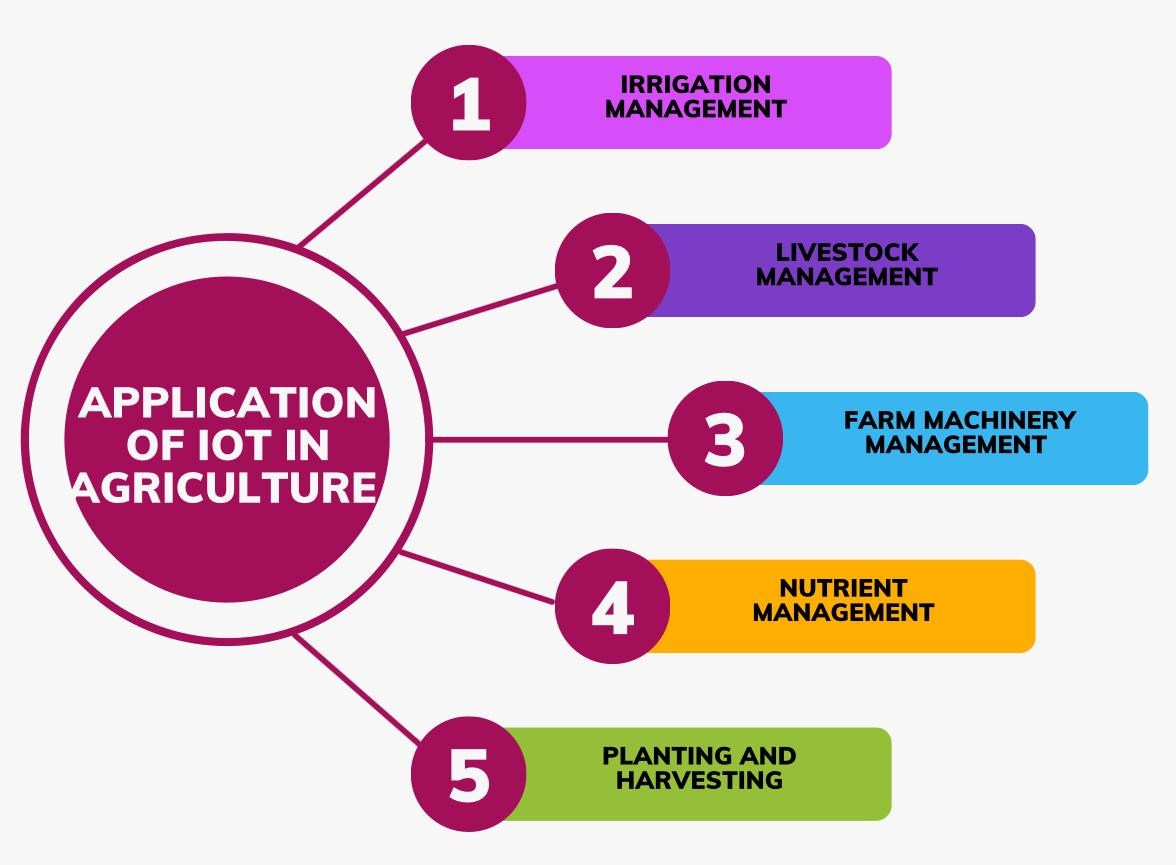 APPLICATION
OF IOT IN
AGRICULTURE
1
IRRIGATION
MANAGEMENT
2
LIVESTOCK
MANAGEMENT
3
FARM MACHINERY
MANAGEMENT
4
NUTRIENT
MANAGEMENT
5
PLANTING AND
HARVESTING